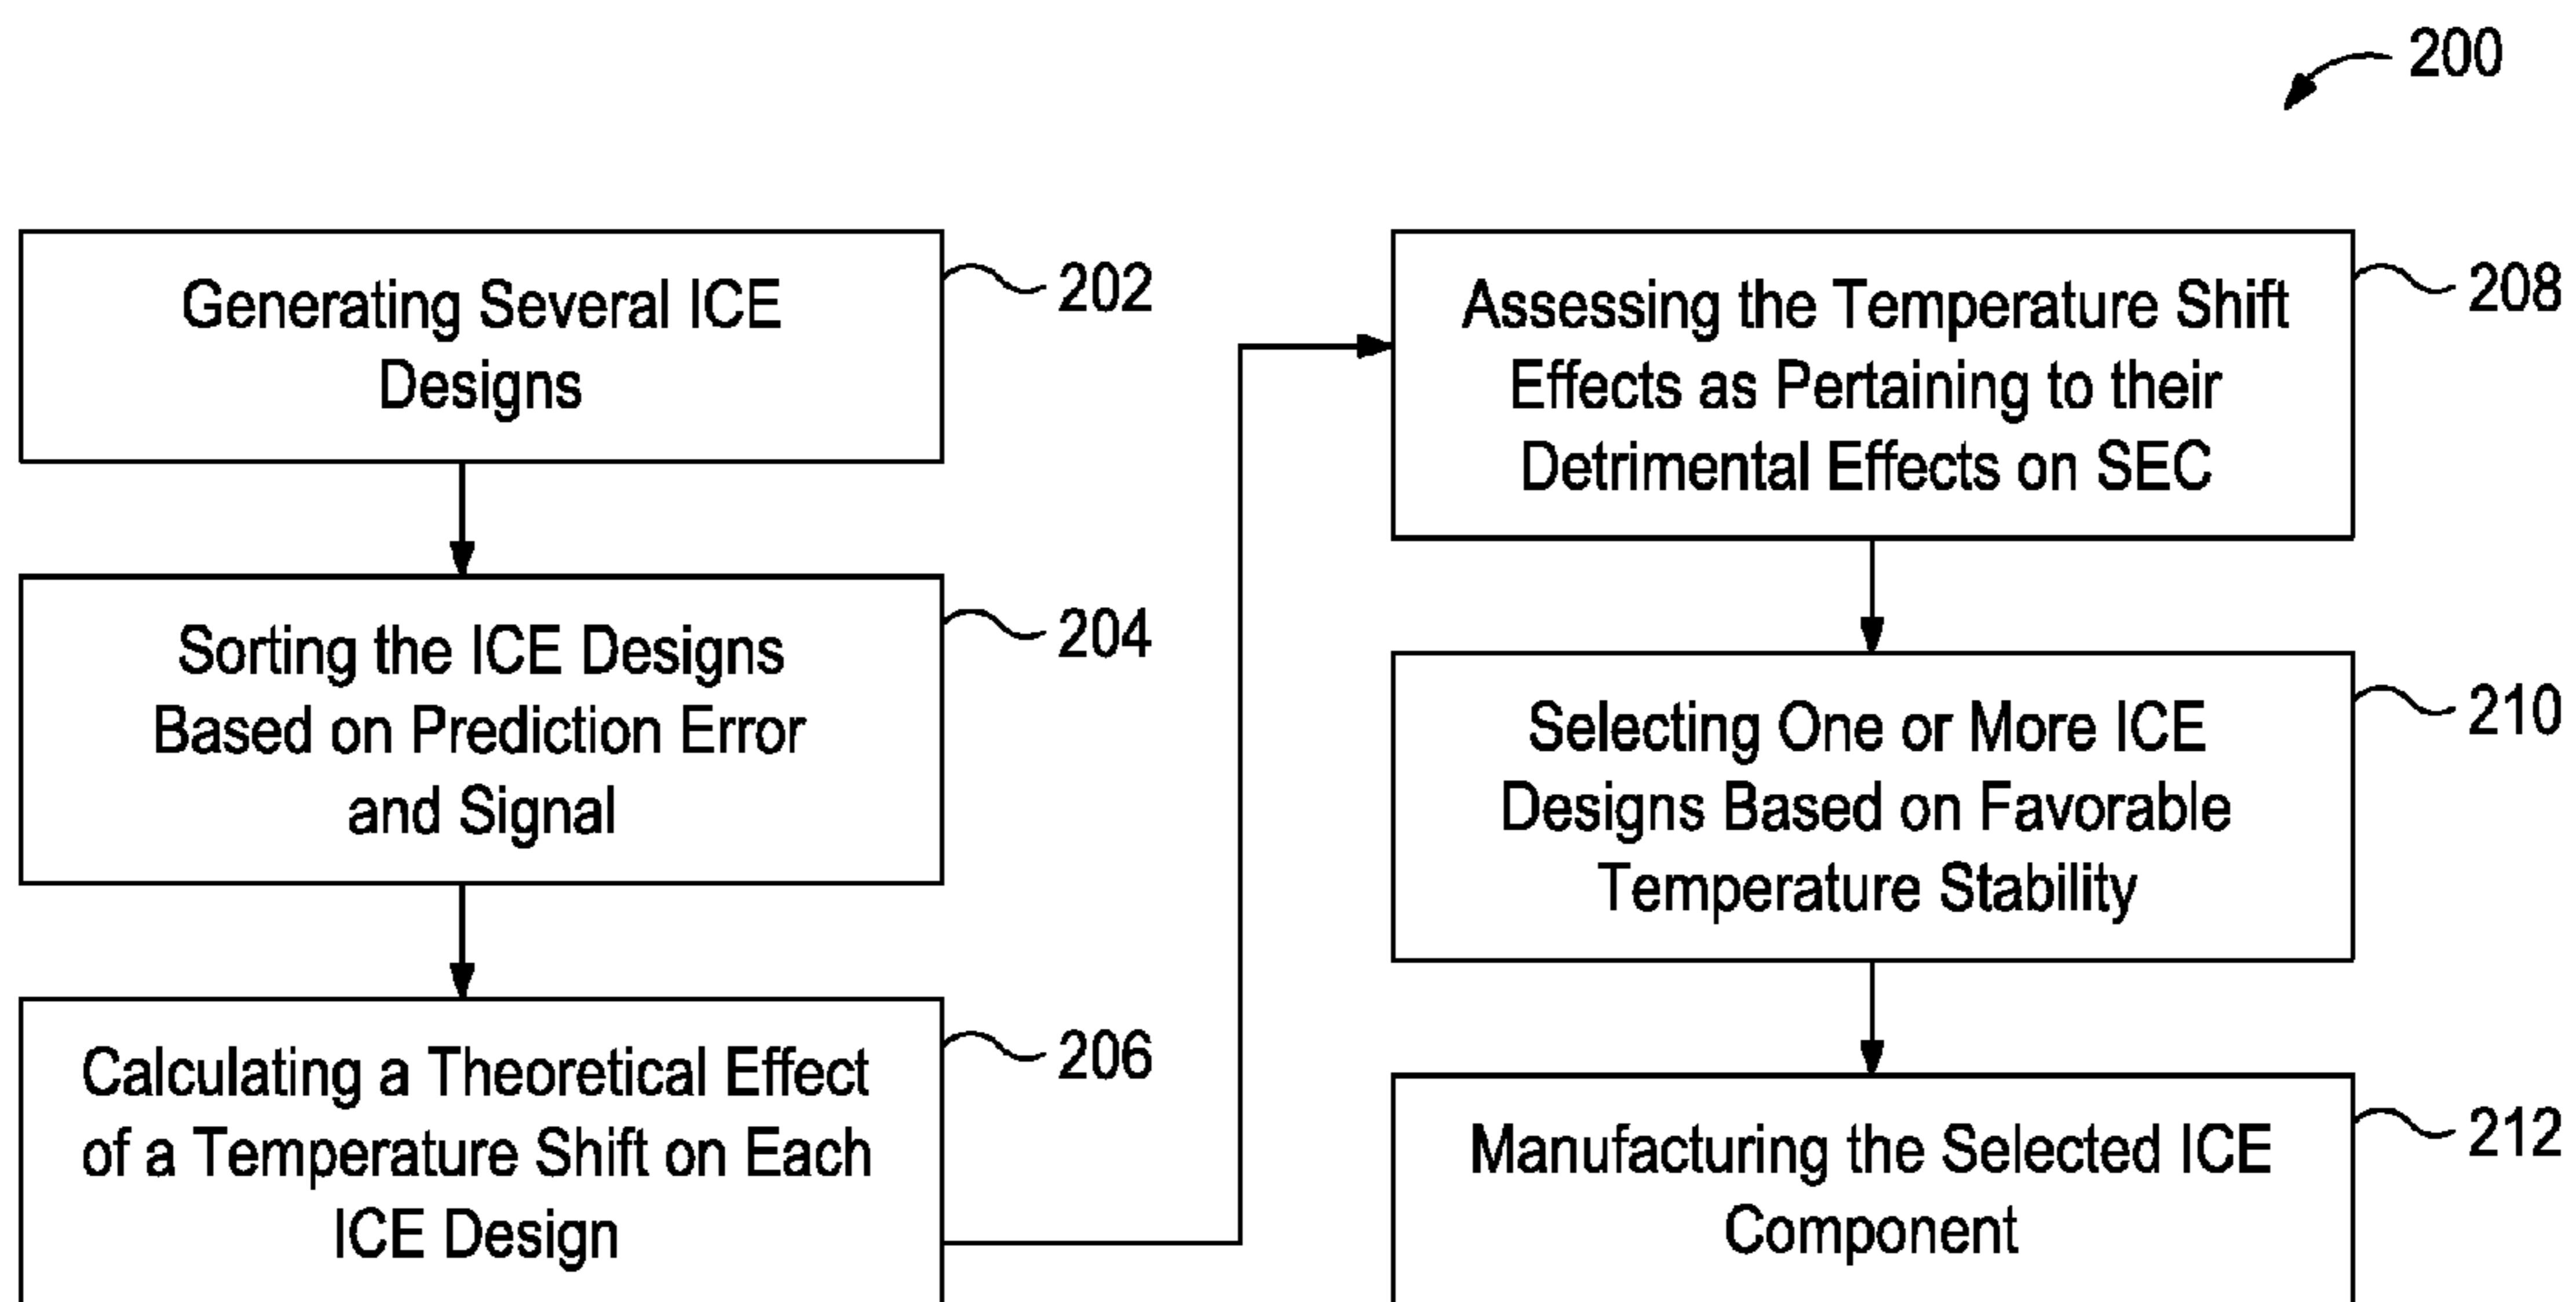 200
Generating Several ICE
Designs
202
Sorting the ICE Designs
Based on Prediction Error
and Signal
204
Calculating a Theoretical Effect
of a Temperature Shift on Each
ICE Design
206
Assessing the Temperature Shift
Effects as Pertaining to their
Detrimental Effects on SEC
208
Selecting One or More ICE
Designs Based on Favorable
Temperature Stability
210
Manufacturing the Selected ICE
Component
212